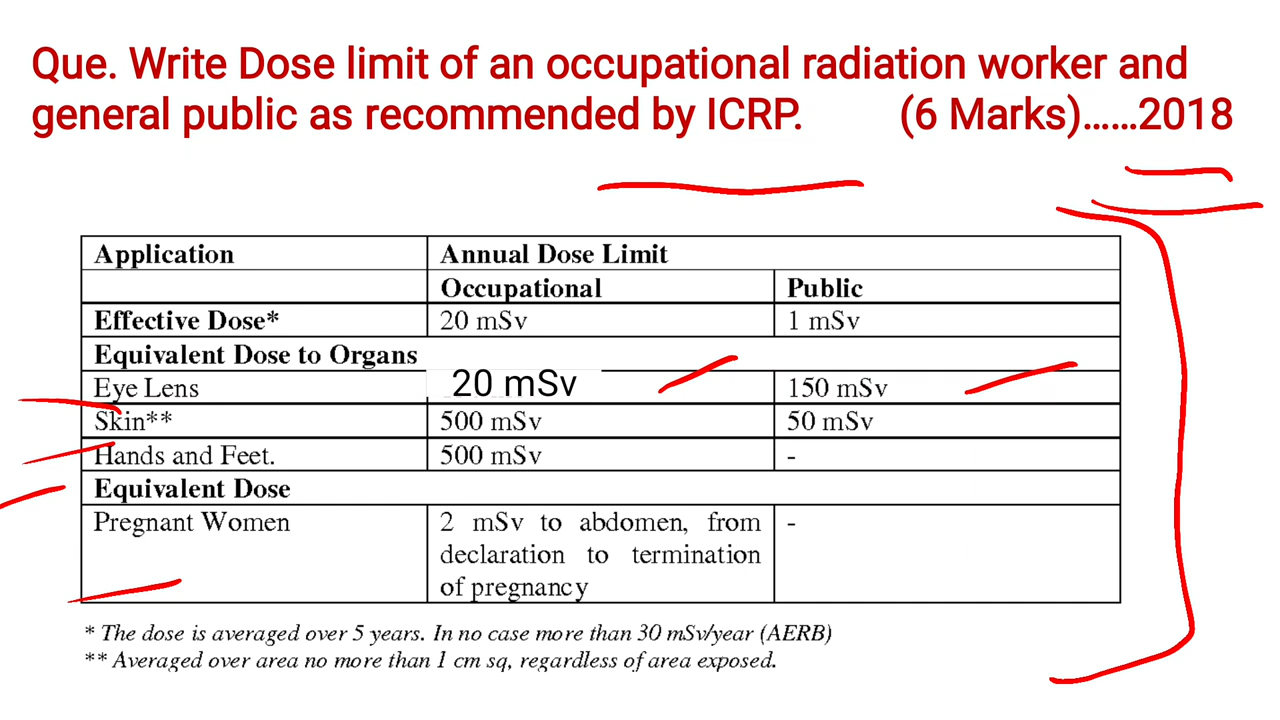 Que. Write Dose limit of an occupational radiation worker and
general public as recommended by ICRP. (6 Marks)......2018
Application Annual Dose Limit
Occupational Public
Effective Dose* 20 mSv 1 mSv
Equivalent Dose to Organs
Eye Lens 20 mSv 150 mSv
Skin** 500 mSv 50 mSv
Hands and Feet. 500 mSv -
Equivalent Dose
Pregnant Women 2 mSv to abdomen, from -
declaration to termination
of pregnancy
* The dose is averaged over 5 years. In no case more than 30 mSv/year (AERB)
** Averaged over area no more than 1 cm sq, regardless of area exposed.